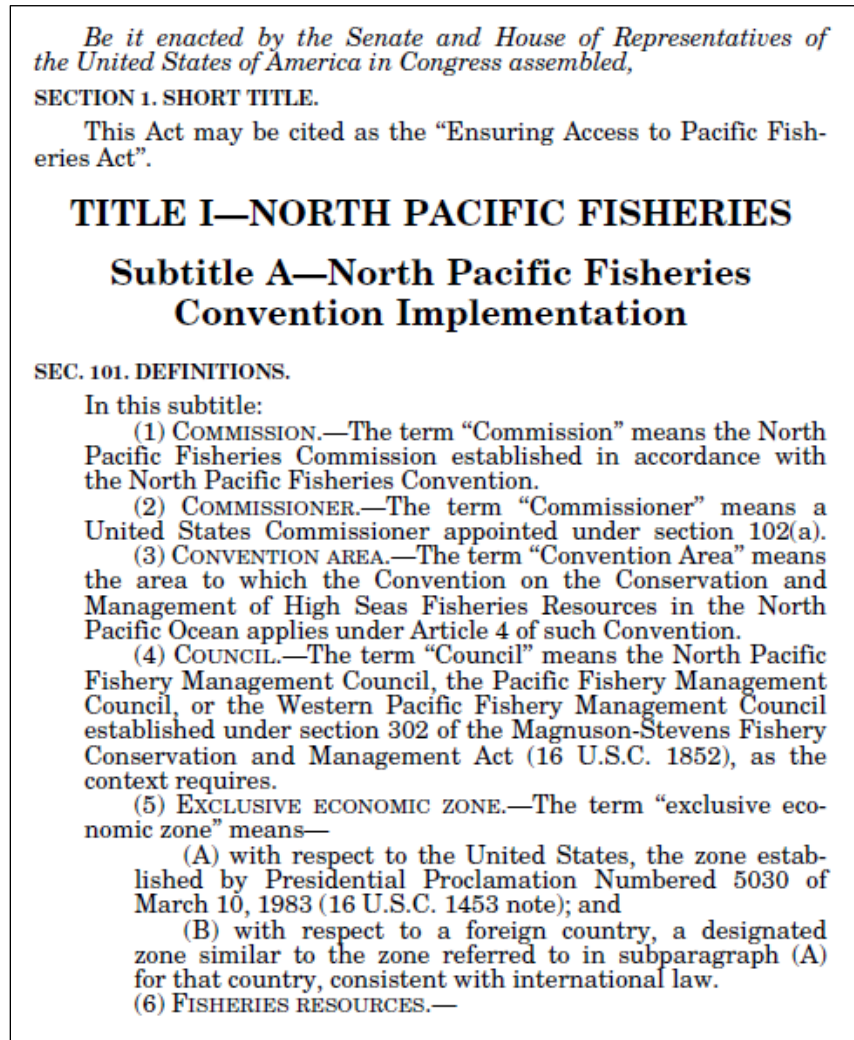 Be it enacted by the Senate and House of Representatives of
the United States of America in Congress assembled,
SECTION 1. SHORT TITLE.
This Act may be cited as the “Ensuring Access to Pacific Fish-
eries Act”.
TITLE I—NORTH PACIFIC FISHERIES
Subtitle A—North Pacific Fisheries
Convention Implementation
SEC. 101. DEFINITIONS.
In this subtitle:
(1) COMMISSION.—The term “Commission” means the North
Pacific Fisheries Commission established in accordance with
the North Pacific Fisheries Convention.
(2) COMMISSIONER.—The term “Commissioner” means a
United States Commissioner appointed under section 102(a).
(3) CONVENTION AREA.—The term “Convention Area” means
the area to which the Convention on the Conservation and
Management of High Seas Fisheries Resources in the North
Pacific Ocean applies under Article 4 of such Convention.
(4) COUNCIL.—The term “Council” means the North Pacific
Fishery Management Council, the Pacific Fishery Management
Council, or the Western Pacific Fishery Management Council
established under section 302 of the Magnuson-Stevens Fishery
Conservation and Management Act (16 U.S.C. 1852), as the
context requires.
(5) EXCLUSIVE ECONOMIC ZONE.—The term “exclusive eco-
nomic zone” means—
(A) with respect to the United States, the zone estab-
lished by Presidential Proclamation Numbered 5030 of
March 10, 1983 (16 U.S.C. 1453 note); and
(B) with respect to a foreign country, a designated
zone similar to the zone referred to in subparagraph (A)
for that country, consistent with international law.
(6) FISHERIES RESOURCES.—